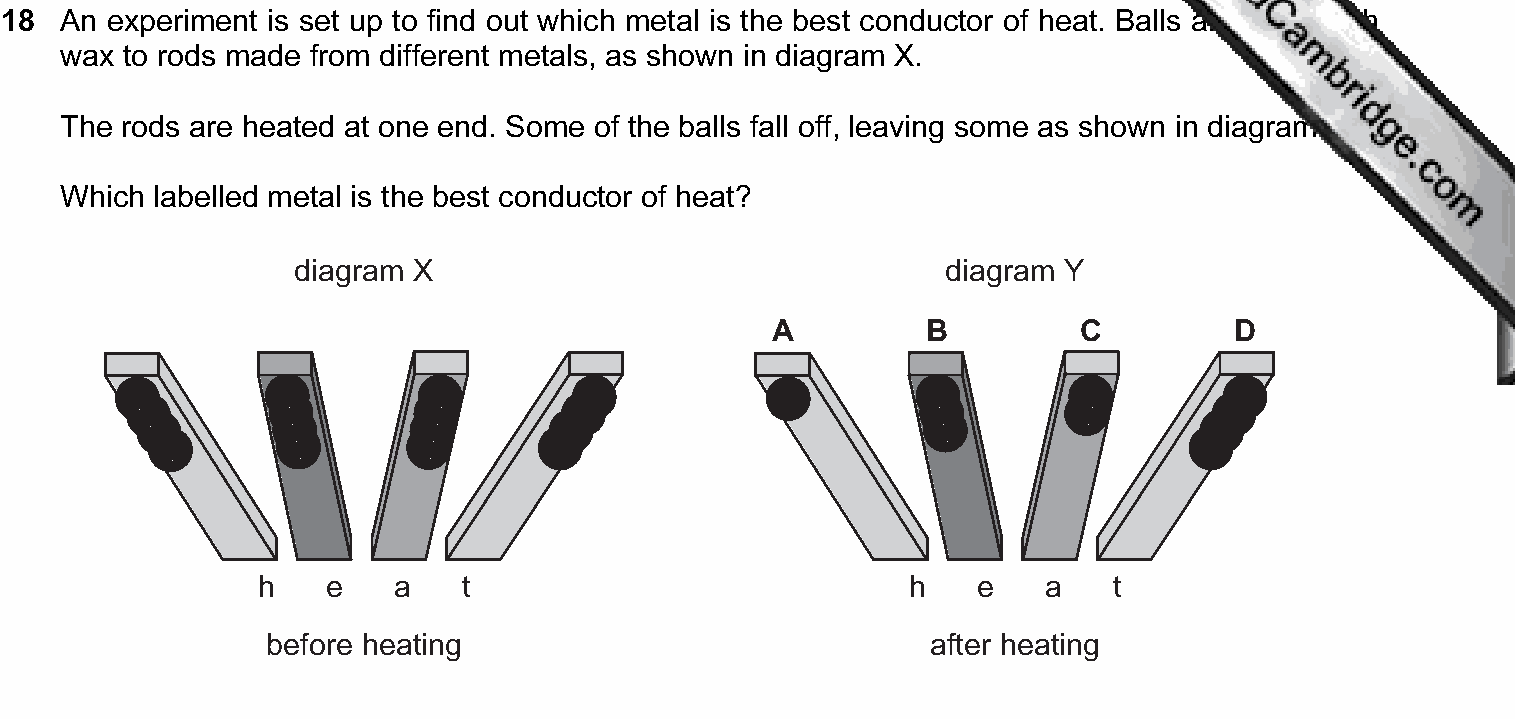 18 An experiment is set up to find out which metal is the best conductor of heat. Balls
wax to rods made from different metals, as shown in diagram X.
The rods are heated at one end. Some of the balls fall off, leaving some as shown in diagram
Which labelled metal is the best conductor of heat?
diagram X diagram Y
A B C D
h e a t h e a t
before heating after heating
Cambridge.com